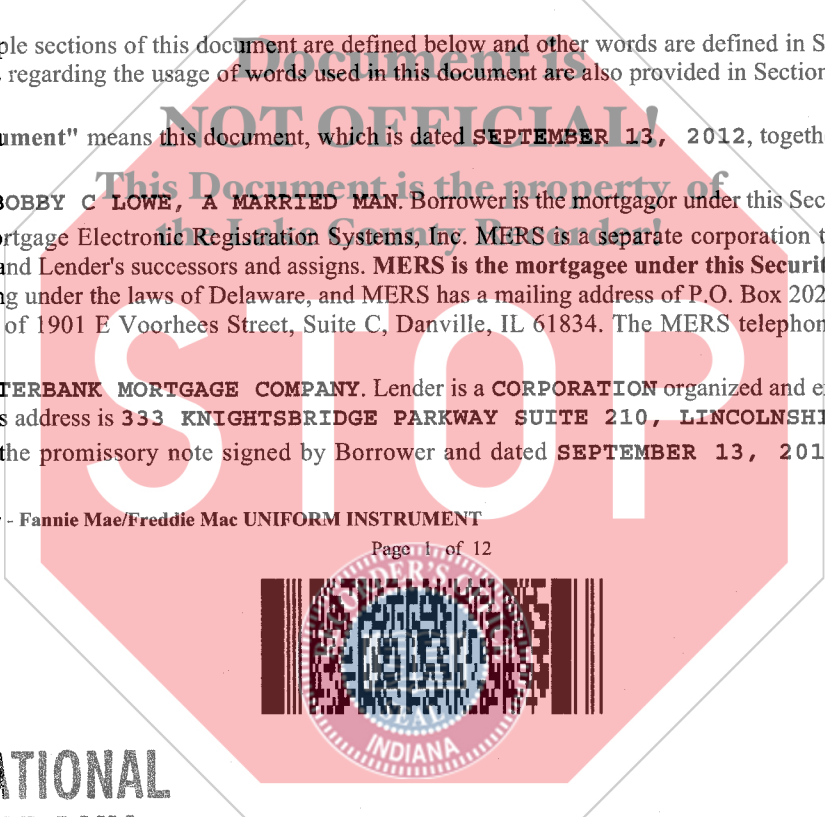 ple sections of this document are defined below and other words are defined in S
regarding the usage of words used in this document are also provided in Section
Document is
NOT OFFICIAL!
ument" means this document, which is dated SEPTEMBER 13, 2012, togeth
This Document is the property of
the Lake County Recorder!
BOBBY C LOWE, A MARRIED MAN. Borrower is the mortgagor under this Sec
ortgage Electronic Registration Systems, Inc. MERS is a separate corporation t
and Lender's successors and assigns. MERS is the mortgagee under this Securit
ng under the laws of Delaware, and MERS has a mailing address of P.O. Box 202
of 1901 E Voorhees Street, Suite C, Danville, IL 61834. The MERS telephon
STOP
TERBANK MORTGAGE COMPANY. Lender is a CORPORATION organized and e
s address is 333 KNIGHTSBRIDGE PARKWAY SUITE 210, LINCOLNSHI
the promissory note signed by Borrower and dated SEPTEMBER 13, 201
- Fannie Mae/Freddie Mac UNIFORM INSTRUMENT
Page 1 of 12
RECORDER'S OFFICE
SEAL
INDIANA
ATIONAL